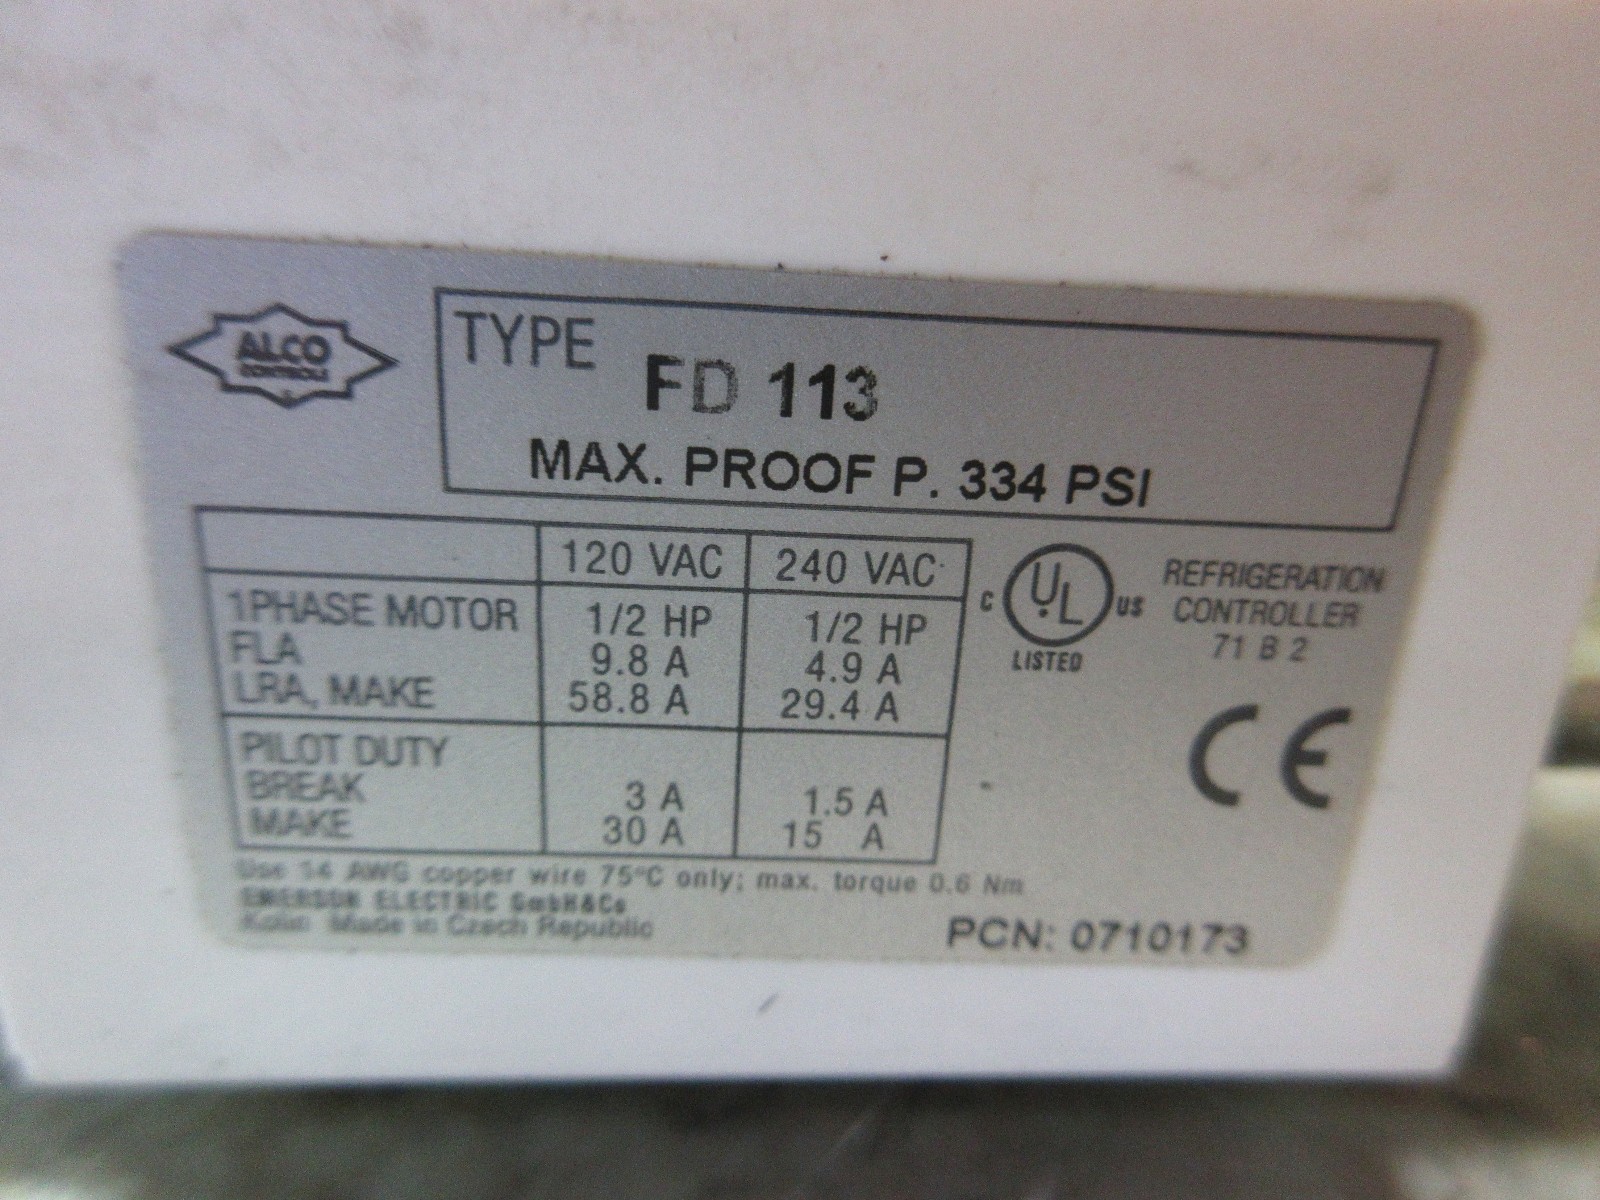 ALCO
CONTROLS
TYPE
FD 113
MAX. PROOF P. 334 PSI
120 VAC 240 VAC
1PHASE MOTOR 1/2 HP 1/2 HP
FLA 9.8 A 4.9 A
LRA, MAKE 58.8 A 29.4 A
PILOT DUTY
BREAK 3 A 1.5 A
MAKE 30 A 15 A
C UL US
LISTED
REFRIGERATION
CONTROLLER
71 B 2
CE
Use 14 AWG copper wire 75°C only; max. torque 0.6 Nm
EMERSON ELECTRIC GmbH&Co
Kolin Made in Czech Republic
PCN: 0710173